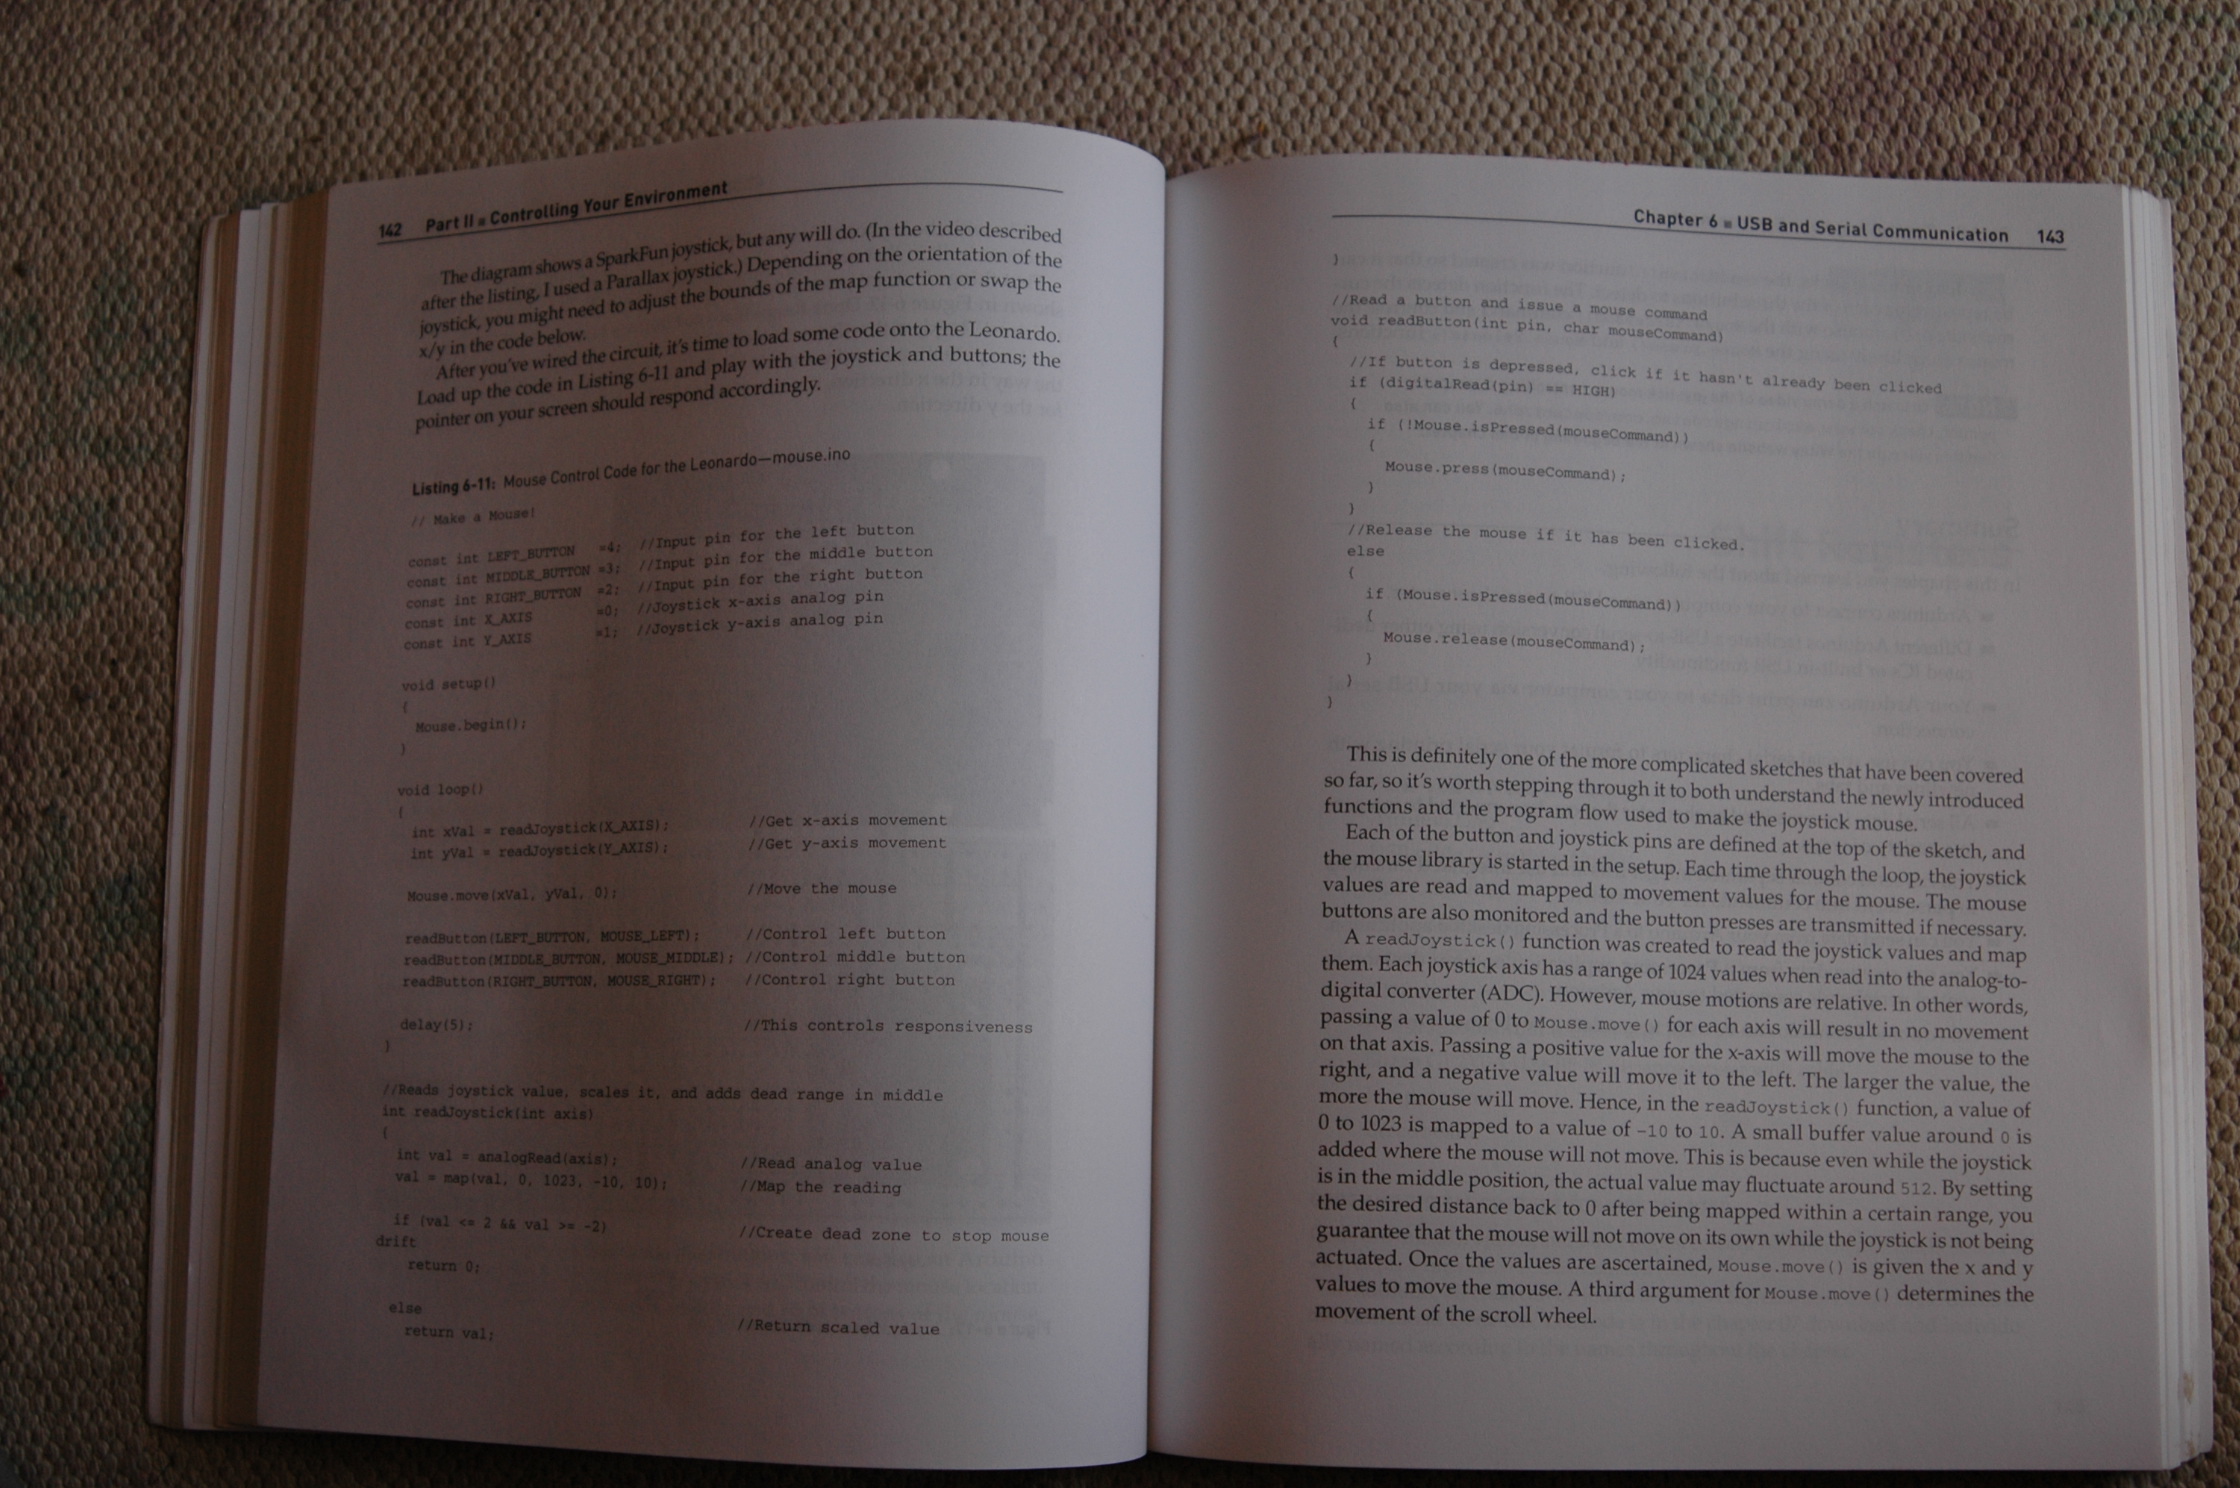 142 Part II ■ Controlling Your Environment
The diagram shows a SparkFun joystick, but any will do. (In the video described
after the listing, I used a Parallax joystick.) Depending on the orientation of the
joystick, you might need to adjust the bounds of the map function or swap the
x/y in the code below.
After you've wired the circuit, it's time to load some code onto the Leonardo.
Load up the code in Listing 6-11 and play with the joystick and buttons; the
pointer on your screen should respond accordingly.
Listing 6-11: Mouse Control Code for the Leonardo—mouse.ino
// Make a Mouse!
const int LEFT_BUTTON =4; //Input pin for the left button
const int MIDDLE_BUTTON =3; //Input pin for the middle button
const int RIGHT_BUTTON =2; //Input pin for the right button
const int X_AXIS =0; //Joystick x-axis analog pin
const int Y_AXIS =1; //Joystick y-axis analog pin
void setup()
{
Mouse.begin();
}
void loop()
{
int xVal = readJoystick(X_AXIS); //Get x-axis movement
int yVal = readJoystick(Y_AXIS); //Get y-axis movement
Mouse.move(xVal, yVal, 0); //Move the mouse
readButton(LEFT_BUTTON, MOUSE_LEFT); //Control left button
readButton(MIDDLE_BUTTON, MOUSE_MIDDLE); //Control middle button
readButton(RIGHT_BUTTON, MOUSE_RIGHT); //Control right button
delay(5); //This controls responsiveness
}
//Reads joystick value, scales it, and adds dead range in middle
int readJoystick(int axis)
{
int val = analogRead(axis); //Read analog value
val = map(val, 0, 1023, -10, 10); //Map the reading
if (val <= 2 && val >= -2) //Create dead zone to stop mouse
drift
return 0;
else
return val; //Return scaled value
Chapter 6 ■ USB and Serial Communication 143
}
//Read a button and issue a mouse command
void readButton(int pin, char mouseCommand)
{
//If button is depressed, click if it hasn't already been clicked
if (digitalRead(pin) == HIGH)
{
if (!Mouse.isPressed(mouseCommand))
{
Mouse.press(mouseCommand);
}
}
//Release the mouse if it has been clicked.
else
{
if (Mouse.isPressed(mouseCommand))
{
Mouse.release(mouseCommand);
}
}
}
This is definitely one of the more complicated sketches that have been covered
so far, so it's worth stepping through it to both understand the newly introduced
functions and the program flow used to make the joystick mouse.
Each of the button and joystick pins are defined at the top of the sketch, and
the mouse library is started in the setup. Each time through the loop, the joystick
values are read and mapped to movement values for the mouse. The mouse
buttons are also monitored and the button presses are transmitted if necessary.
A readJoystick() function was created to read the joystick values and map
them. Each joystick axis has a range of 1024 values when read into the analog-to-
digital converter (ADC). However, mouse motions are relative. In other words,
passing a value of 0 to Mouse.move() for each axis will result in no movement
on that axis. Passing a positive value for the x-axis will move the mouse to the
right, and a negative value will move it to the left. The larger the value, the
more the mouse will move. Hence, in the readJoystick() function, a value of
0 to 1023 is mapped to a value of -10 to 10. A small buffer value around 0 is
added where the mouse will not move. This is because even while the joystick
is in the middle position, the actual value may fluctuate around 512. By setting
the desired distance back to 0 after being mapped within a certain range, you
guarantee that the mouse will not move on its own while the joystick is not being
actuated. Once the values are ascertained, Mouse.move() is given the x and y
values to move the mouse. A third argument for Mouse.move() determines the
movement of the scroll wheel.